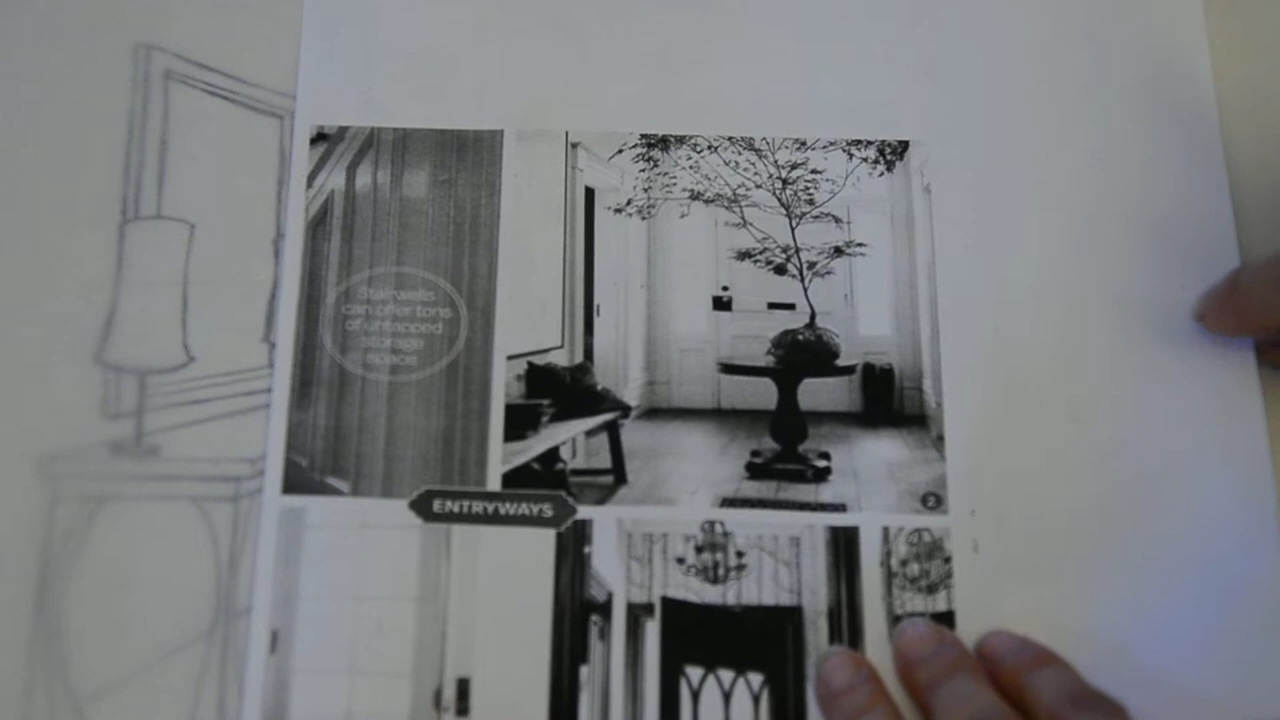 Stairwells
can offer tons
of untapped
storage
space
2
ENTRYWAYS